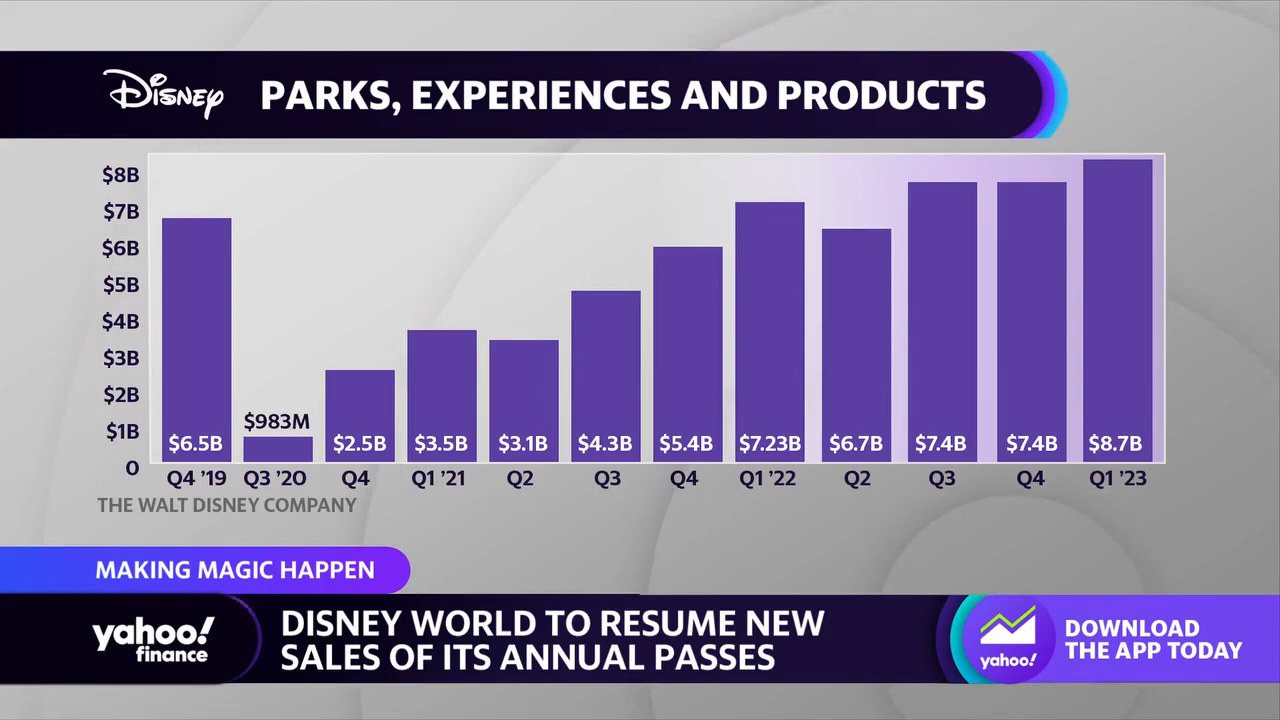 Disney PARKS, EXPERIENCES AND PRODUCTS
$8B
$7B
$6B
$5B
$4B
$3B
$2B
$1B
0
$983M
$6.5B $2.5B $3.5B $3.1B $4.3B $5.4B $7.23B $6.7B $7.4B $7.4B $8.7B
Q4 ’19 Q3 ’20 Q4 Q1 ’21 Q2 Q3 Q4 Q1 ’22 Q2 Q3 Q4 Q1 ’23
THE WALT DISNEY COMPANY
MAKING MAGIC HAPPEN
yahoo!
finance
DISNEY WORLD TO RESUME NEW
SALES OF ITS ANNUAL PASSES
yahoo!
DOWNLOAD
THE APP TODAY